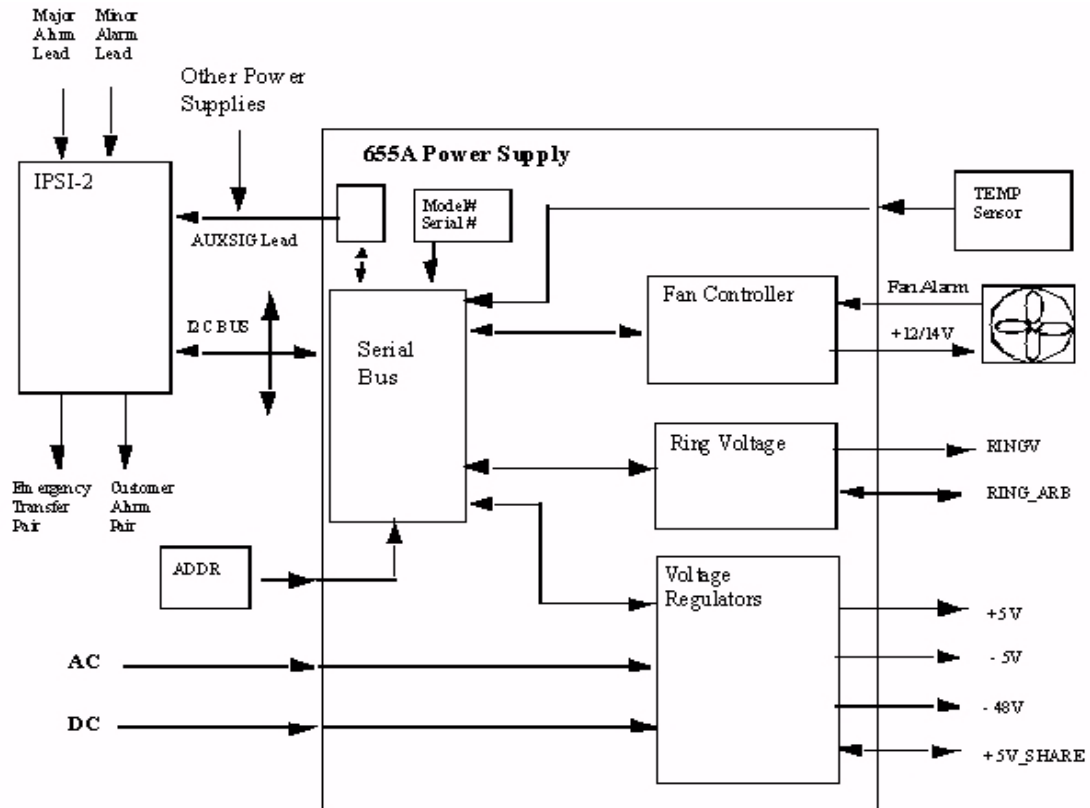 Major
Alarm
Lead
Minor
Alarm
Lead
Other Power
Supplies
655A Power Supply
IPSI-2
Model#
Serial #
TEMP
Sensor
AUXSIG Lead
Fan Controller
Fan Alarm
+12/14V
I2C BUS
Serial
Bus
Ring Voltage
RINGV
RING_ARB
Emergency
Transfer
Pair
Customer
Alarm
Pair
ADDR
Voltage
Regulators
+5V
- 5V
- 48V
+5V_SHARE
AC
DC